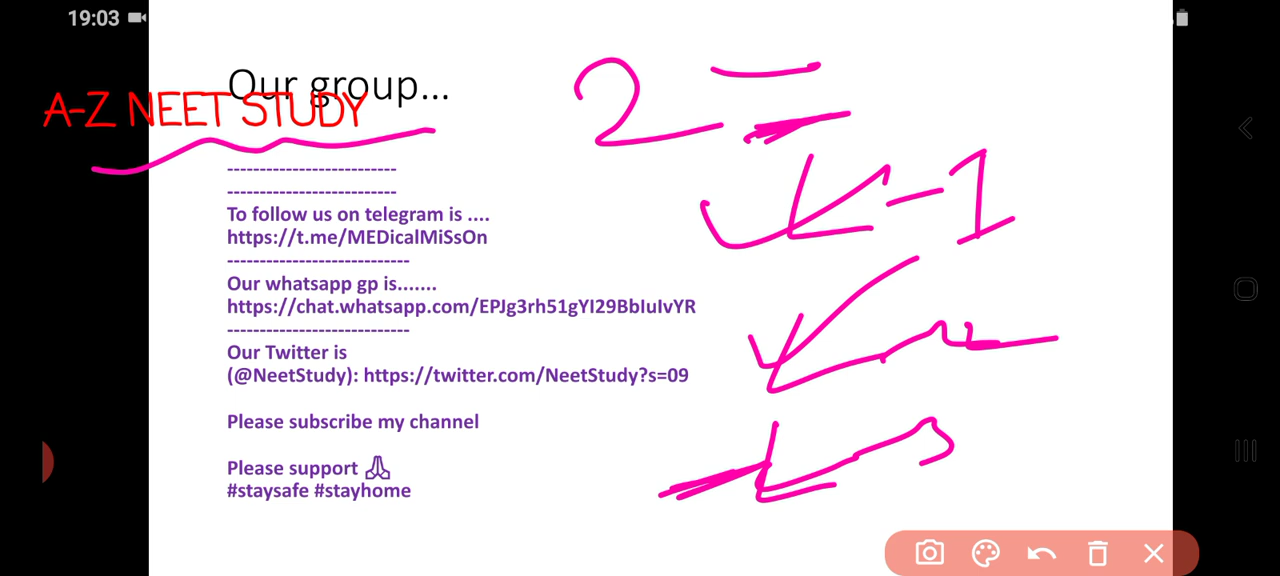 19:03
Our group...
A-Z NEET STUDY
--------------------------
--------------------------
To follow us on telegram is ....
https://t.me/MEDicalMiSsOn
----------------------------
Our whatsapp gp is.......
https://chat.whatsapp.com/EPJg3rh51gYI29BbIuIvYR
----------------------------
Our Twitter is
(@NeetStudy): https://twitter.com/NeetStudy?s=09
Please subscribe my channel
Please support 🙏
#staysafe #stayhome
2
-1